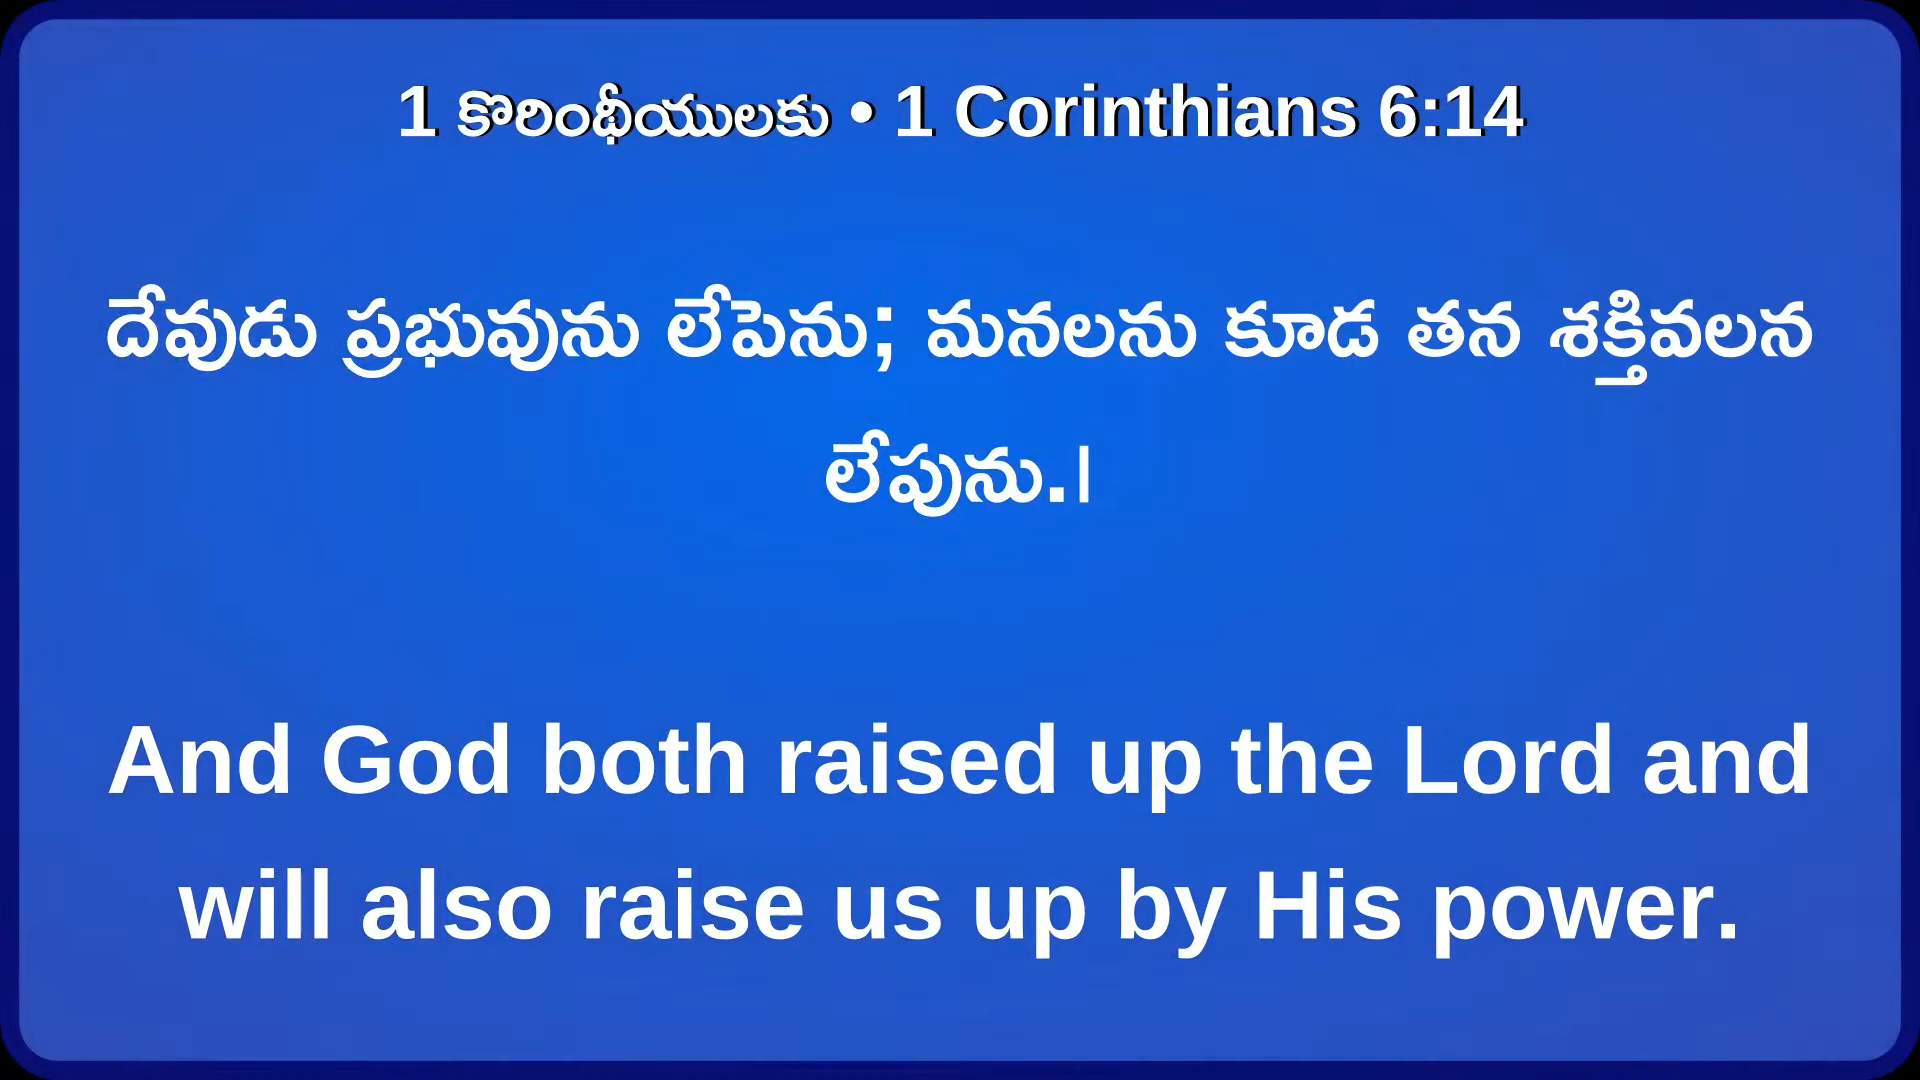 1 కొరింథీయులకు • 1 Corinthians 6:14
దేవుడు ప్రభువును లేపెను; మనలను కూడ తన శక్తివలన
లేపును.।
And God both raised up the Lord and
will also raise us up by His power.